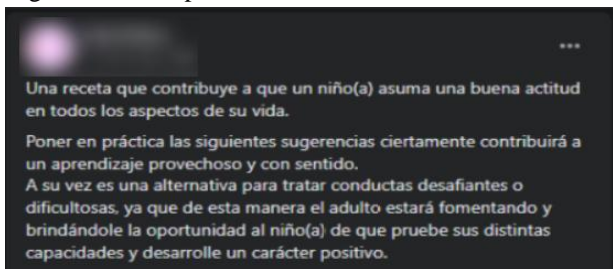 Una receta que contribuye a que un niño(a) asuma una buena actitud
en todos los aspectos de su vida.
Poner en práctica las siguientes sugerencias ciertamente contribuirá a
un aprendizaje provechoso y con sentido.
A su vez es una alternativa para tratar conductas desafiantes o
dificultosas, ya que de esta manera el adulto estará fomentando y
brindándole la oportunidad al niño(a) de que pruebe sus distintas
capacidades y desarrolle un carácter positivo.